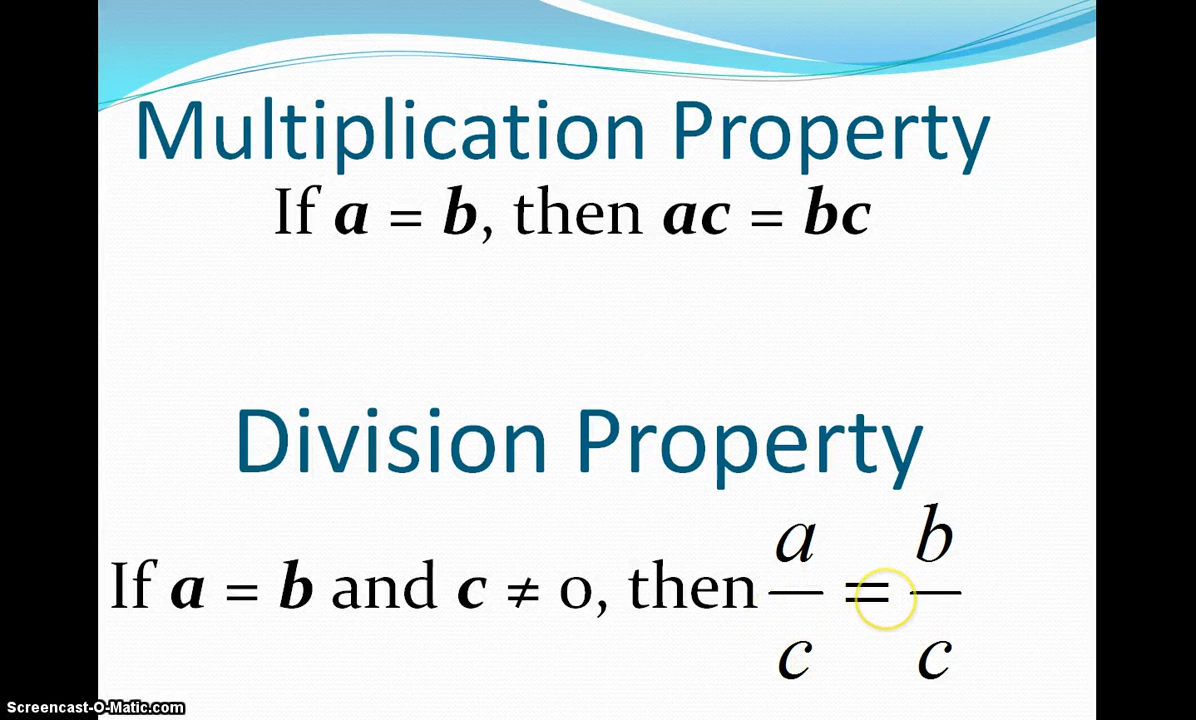 Multiplication Property
If a = b, then ac = bc
Division Property
If a = b and c ≠ 0, then a/c = b/c
Screencast-O-Matic.com